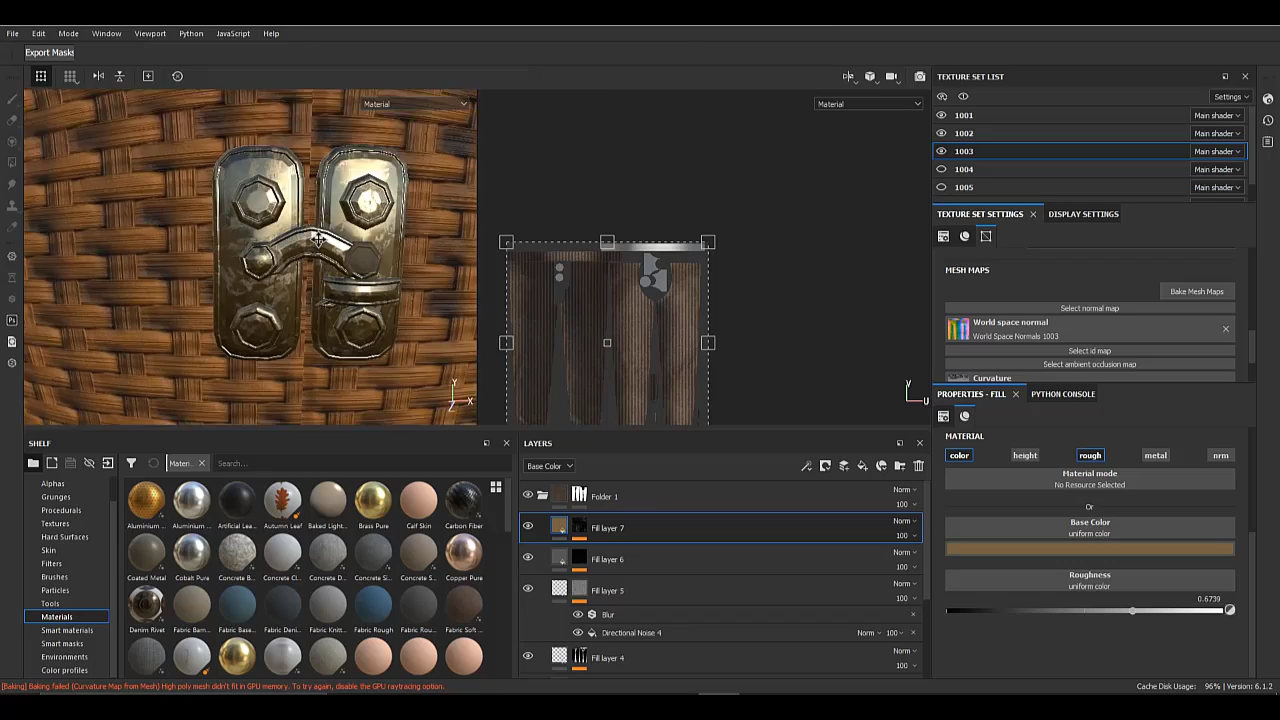 File Edit Mode Window Viewport Python JavaScript Help
Export Masks
Material
Material
Y
X
Z
V
U
TEXTURE SET LIST
Settings
1001 Main shader
1002 Main shader
1003 Main shader
1004 Main shader
1005 Main shader
TEXTURE SET SETTINGS DISPLAY SETTINGS
MESH MAPS
Bake Mesh Maps
Select normal map
World space normal
World Space Normals 1003
Select id map
Select ambient occlusion map
Curvature
PROPERTIES - FILL PYTHON CONSOLE
MATERIAL
color height rough metal nrm
Material mode
No Resource Selected
Or
Base Color
uniform color
Roughness
uniform color
0.6739
SHELF
Materi... Search...
Alphas
Grunges
Procedurals
Textures
Hard Surfaces
Skin
Filters
Brushes
Particles
Tools
Materials
Smart materials
Smart masks
Environments
Color profiles
Aluminium ... Aluminium ... Artificial Lea... Autumn Leaf Baked Light... Brass Pure Calf Skin Carbon Fiber
Coated Metal Cobalt Pure Concrete B... Concrete Cl... Concrete D... Concrete Si... Concrete S... Copper Pure
Denim Rivet Fabric Bam... Fabric Base... Fabric Deni... Fabric Knitt... Fabric Rough Fabric Rou... Fabric Soft ...
LAYERS
Base Color
Folder 1 Norm
100
Fill layer 7 Norm
100
Fill layer 6 Norm
100
Fill layer 5 Norm
100
Blur
Directional Noise 4 Norm 100
Fill layer 4 Norm
100
[Baking] Baking failed (Curvature Map from Mesh) High poly mesh didn't fit in GPU memory. To try again, disable the GPU raytracing option.
Cache Disk Usage: 96% | Version: 6.1.2